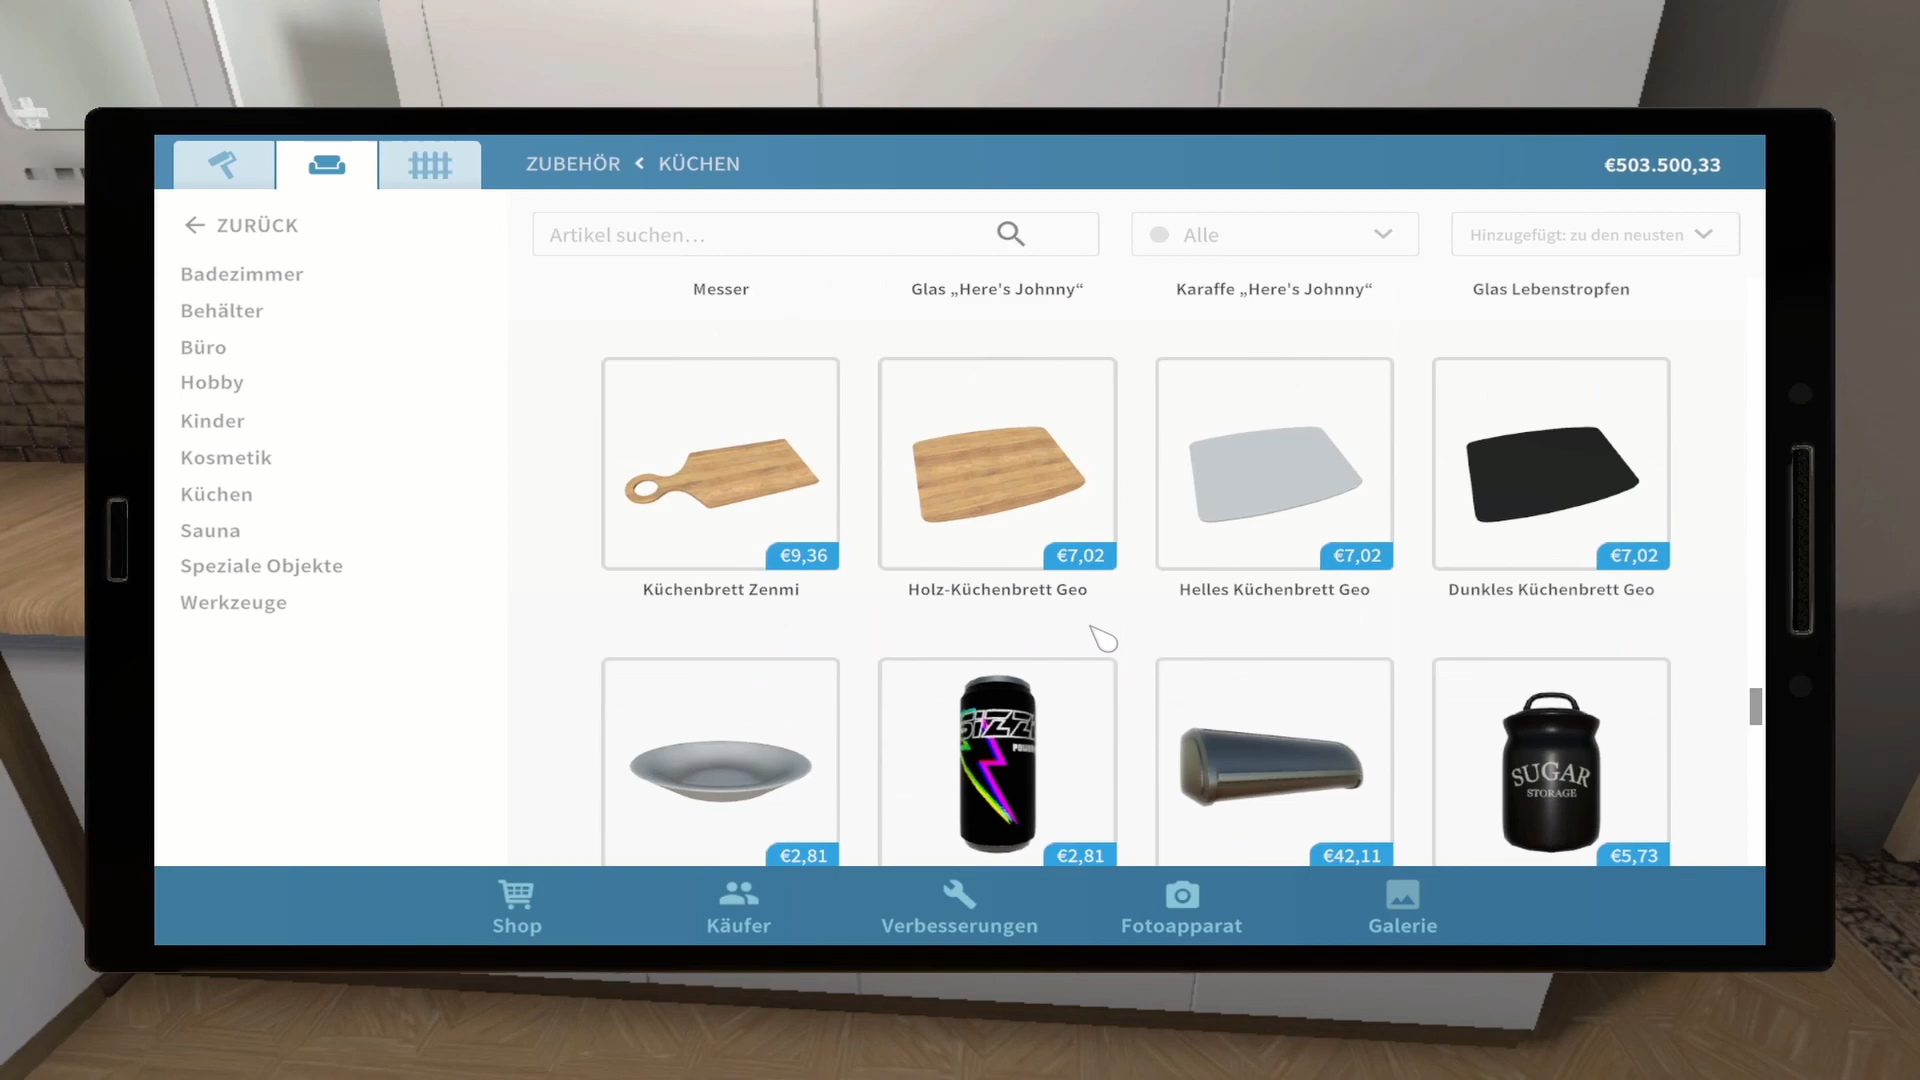 ZUBEHÖR < KÜCHEN
€503.500,33
ZURÜCK
Artikel suchen...
Alle
Hinzugefügt: zu den neusten
Badezimmer
Behälter
Büro
Hobby
Kinder
Kosmetik
Küchen
Sauna
Speziale Objekte
Werkzeuge
Messer
Glas „Here's Johnny“
Karaffe „Here's Johnny“
Glas Lebenstropfen
€9,36
€7,02
€7,02
€7,02
Küchenbrett Zenmi
Holz-Küchenbrett Geo
Helles Küchenbrett Geo
Dunkles Küchenbrett Geo
SUGAR
STORAGE
€2,81
€2,81
€42,11
€5,73
Shop
Käufer
Verbesserungen
Fotoapparat
Galerie